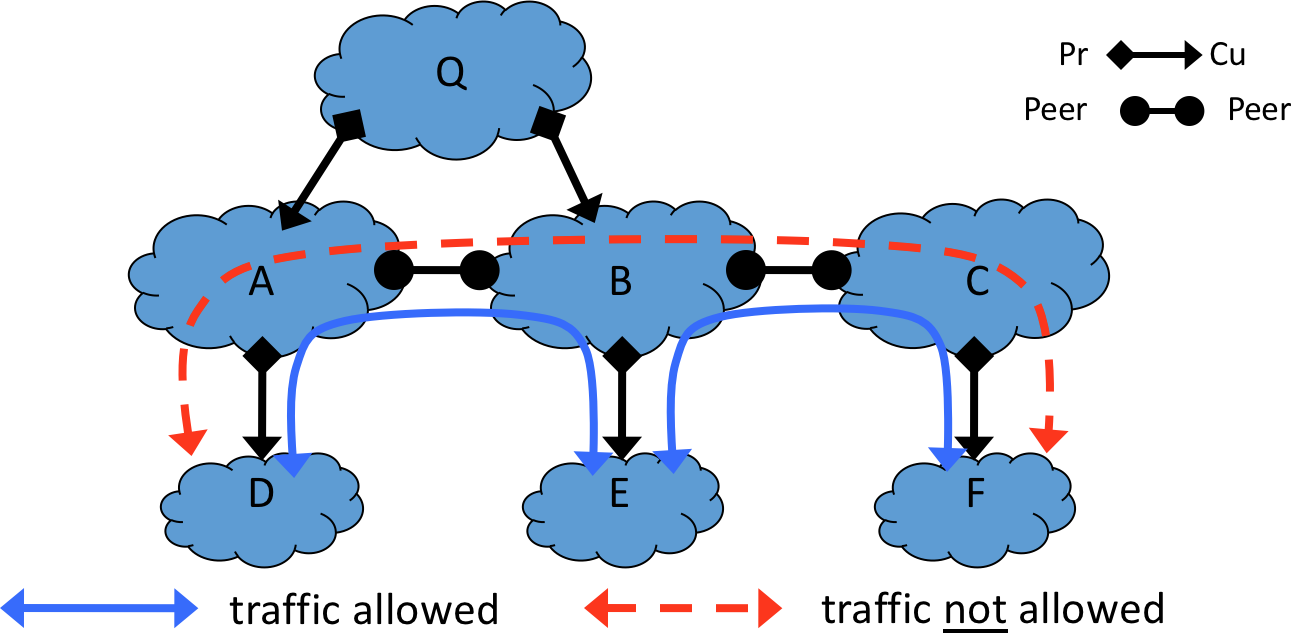 Q
Pr Cu
Peer Peer
A B C
D E F
traffic allowed traffic not allowed